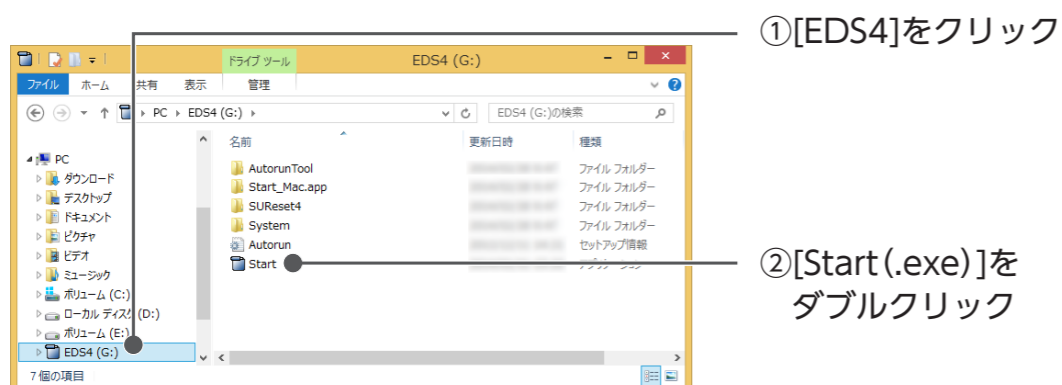 ①[EDS4]をクリック
ドライブ ツール
EDS4 (G:)
ファイル ホーム 共有 表示 管理
PC ▸ EDS4 (G:) ▸
EDS4 (G:)の検索
名前 更新日時 種類
PC
ダウンロード
デスクトップ
ドキュメント
ピクチャ
ビデオ
ミュージック
ボリューム (C:)
ローカル ディスク (D:)
ボリューム (E:)
EDS4 (G:)
AutorunTool ファイル フォルダー
Start_Mac.app ファイル フォルダー
SUReset4 ファイル フォルダー
System ファイル フォルダー
Autorun セットアップ情報
Start
②[Start(.exe)]を
ダブルクリック
7 個の項目